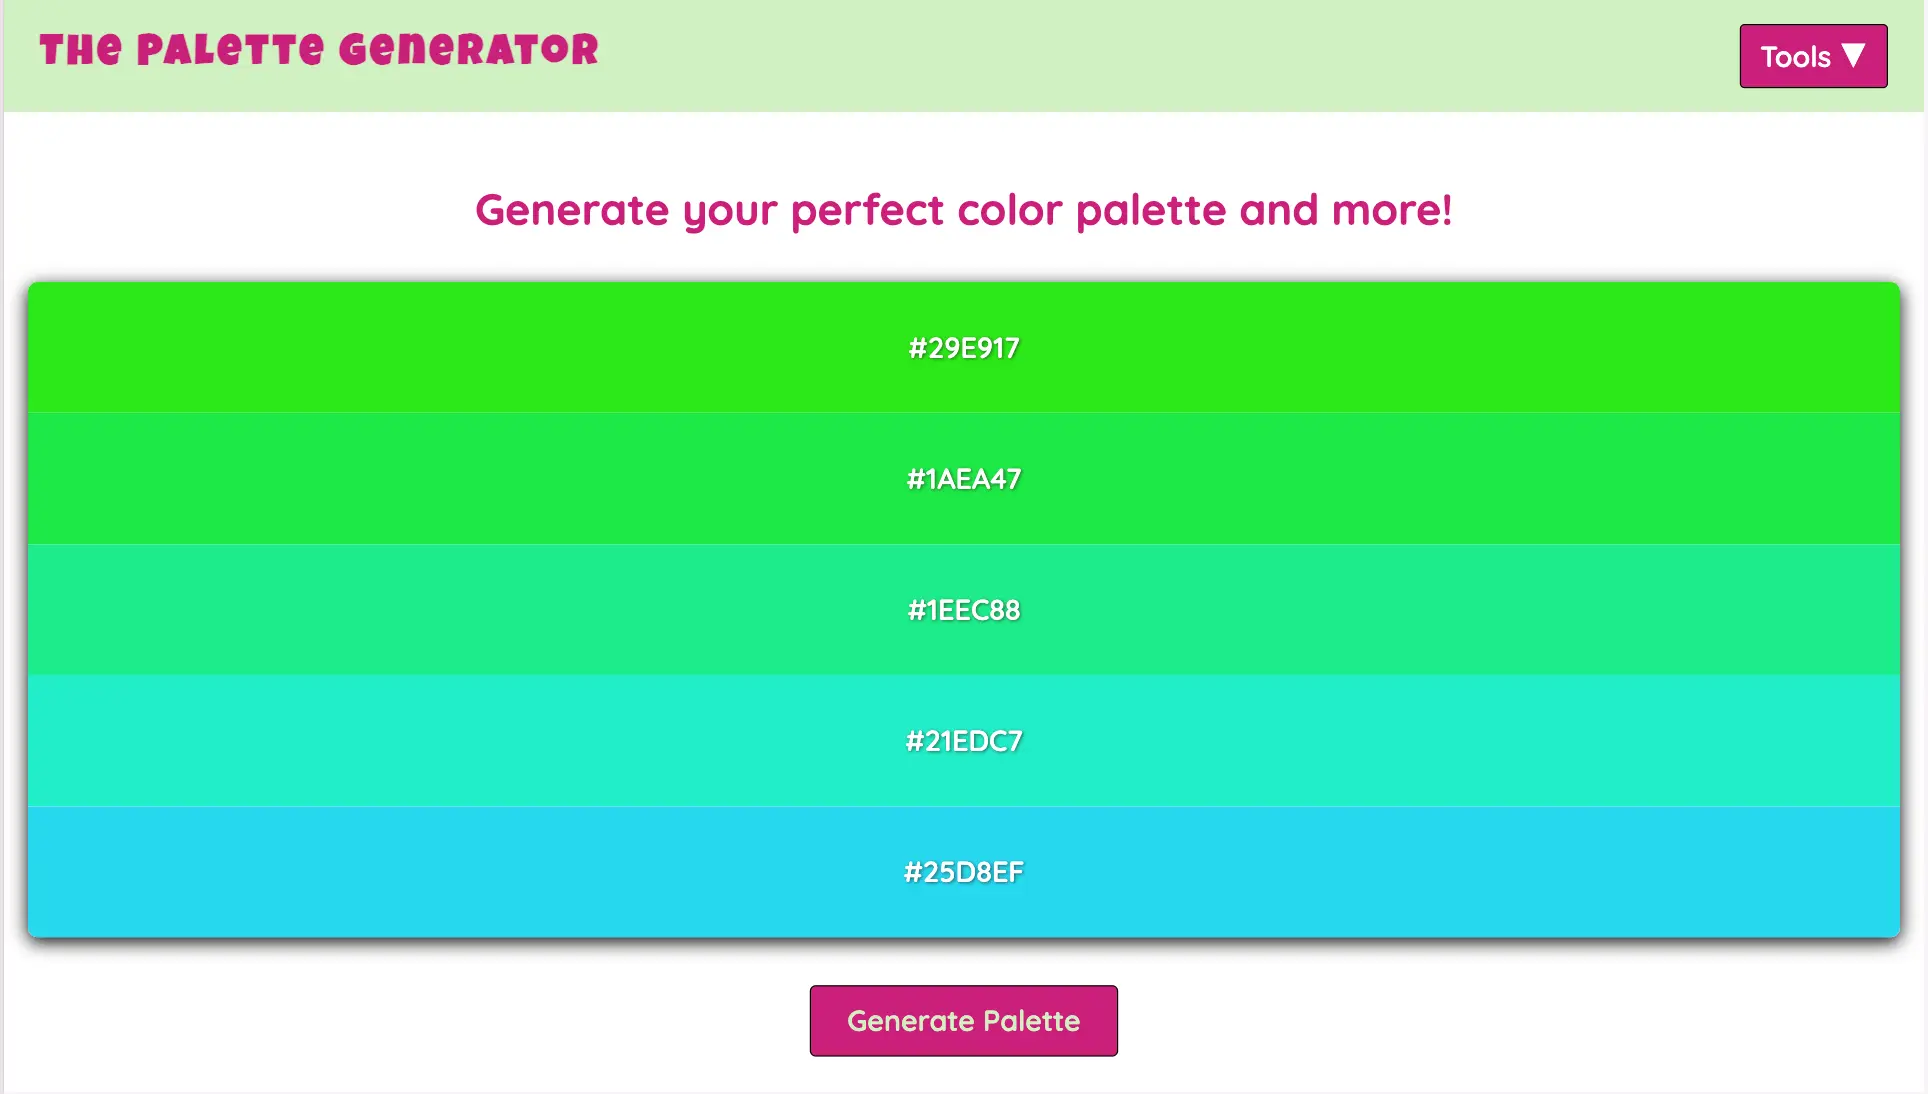 The Palette Generator
Tools ▼
Generate your perfect color palette and more!
#29E917
#1AEA47
#1EEC88
#21EDC7
#25D8EF
Generate Palette